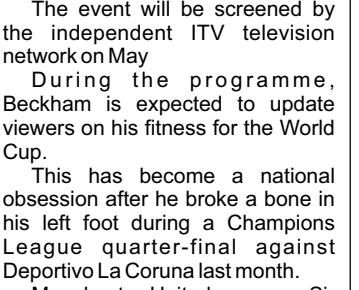 The event will be screened by
the independent ITV television
network on May
During the programme,
Beckham is expected to update
viewers on his fitness for the World
Cup.
This has become a national
obsession after he broke a bone in
his left foot during a Champions
League quarter-final against
Deportivo La Coruna last month.